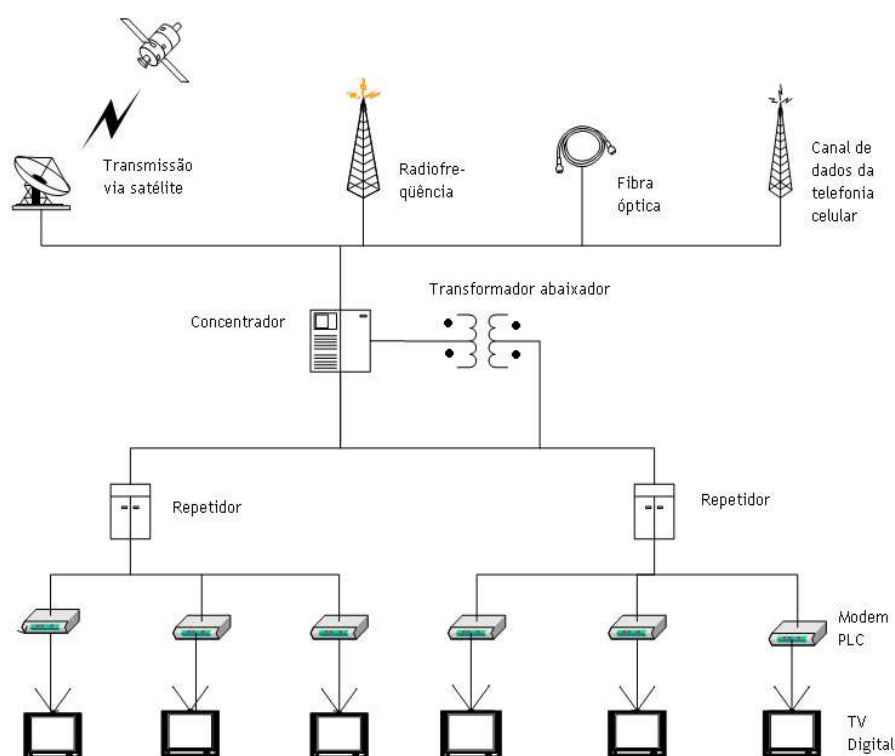 Transmissão
via satélite
Radiofre-
qüência
Fibra
óptica
Canal de
dados da
telefonia
celular
Transformador abaixador
Concentrador
Repetidor
Repetidor
Modem
PLC
TV
Digital